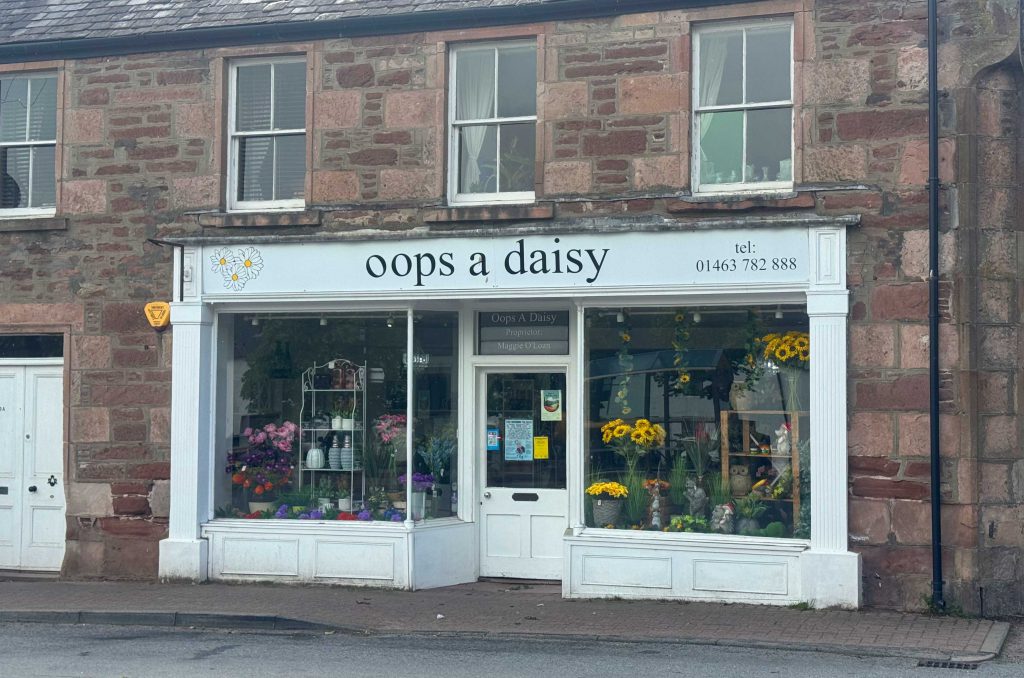 oops a daisy
tel:
01463 782 888
Oops A Daisy
Proprietor:
Maggie O'Loan